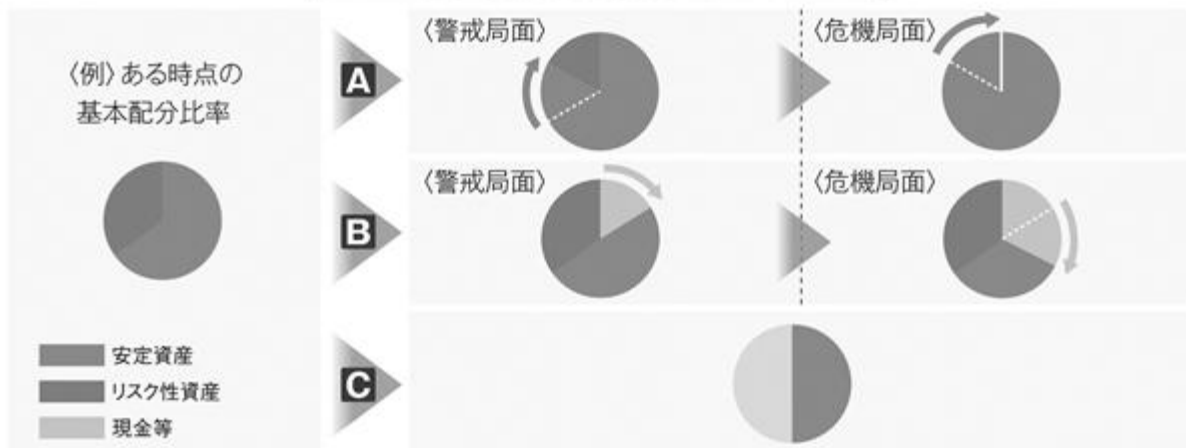 〈例〉ある時点の
基本配分比率
安定資産
リスク性資産
現金等
A
〈警戒局面〉
〈危機局面〉
B
〈警戒局面〉
〈危機局面〉
C